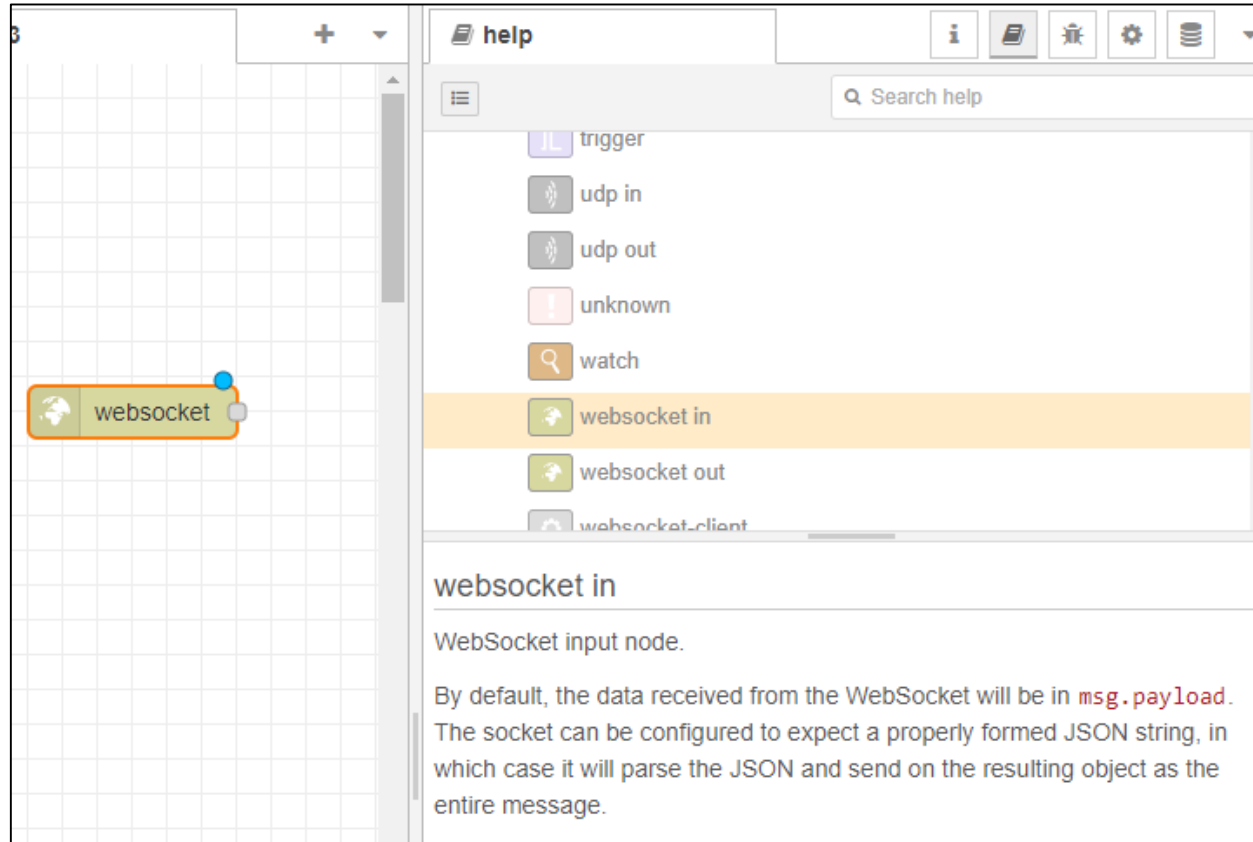 3
help
Search help
trigger
udp in
udp out
unknown
watch
websocket in
websocket out
websocket-client
websocket
websocket in
WebSocket input node.
By default, the data received from the WebSocket will be in msg.payload.
The socket can be configured to expect a properly formed JSON string, in
which case it will parse the JSON and send on the resulting object as the
entire message.